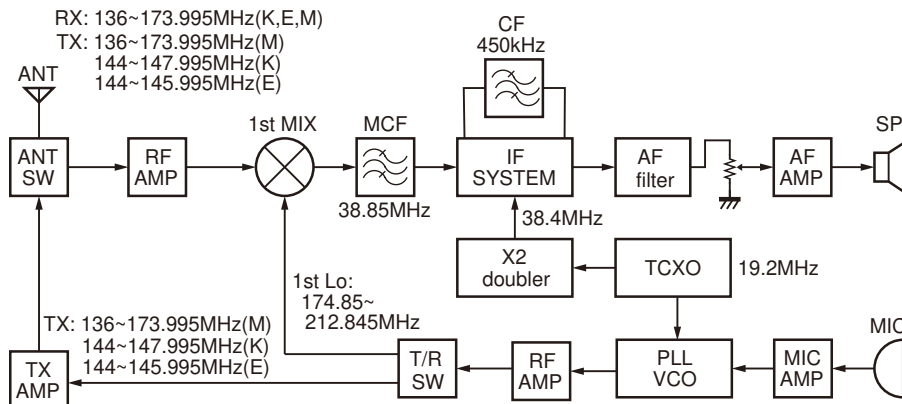 RX: 136~173.995MHz(K,E,M)
TX: 136~173.995MHz(M)
144~147.995MHz(K)
144~145.995MHz(E)
CF
450kHz
ANT
1st MIX
MCF
SP
ANT
SW
RF
AMP
IF
SYSTEM
AF
filter
AF
AMP
38.85MHz
38.4MHz
X2
doubler
TCXO
19.2MHz
1st Lo:
174.85~
212.845MHz
TX: 136~173.995MHz(M)
144~147.995MHz(K)
144~145.995MHz(E)
MIC
TX
AMP
T/R
SW
RF
AMP
PLL
VCO
MIC
AMP